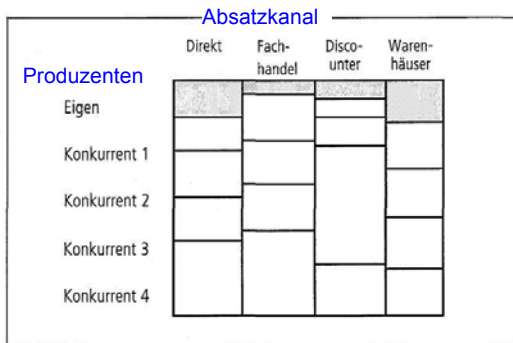 Absatzkanal
Direkt
Fach-
handel
Disco-
unter
Waren-
häuser
Produzenten
Eigen
Konkurrent 1
Konkurrent 2
Konkurrent 3
Konkurrent 4